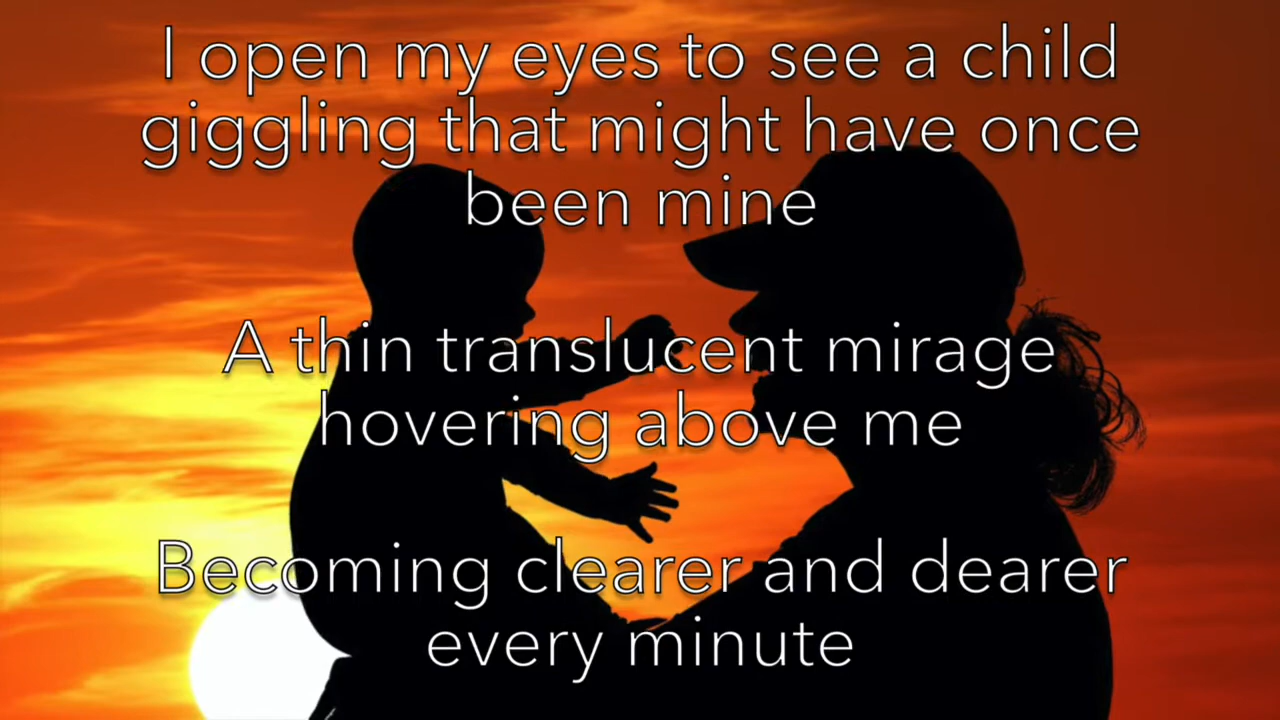 I open my eyes to see a child
giggling that might have once
been mine
A thin translucent mirage
hovering above me
Becoming clearer and dearer
every minute